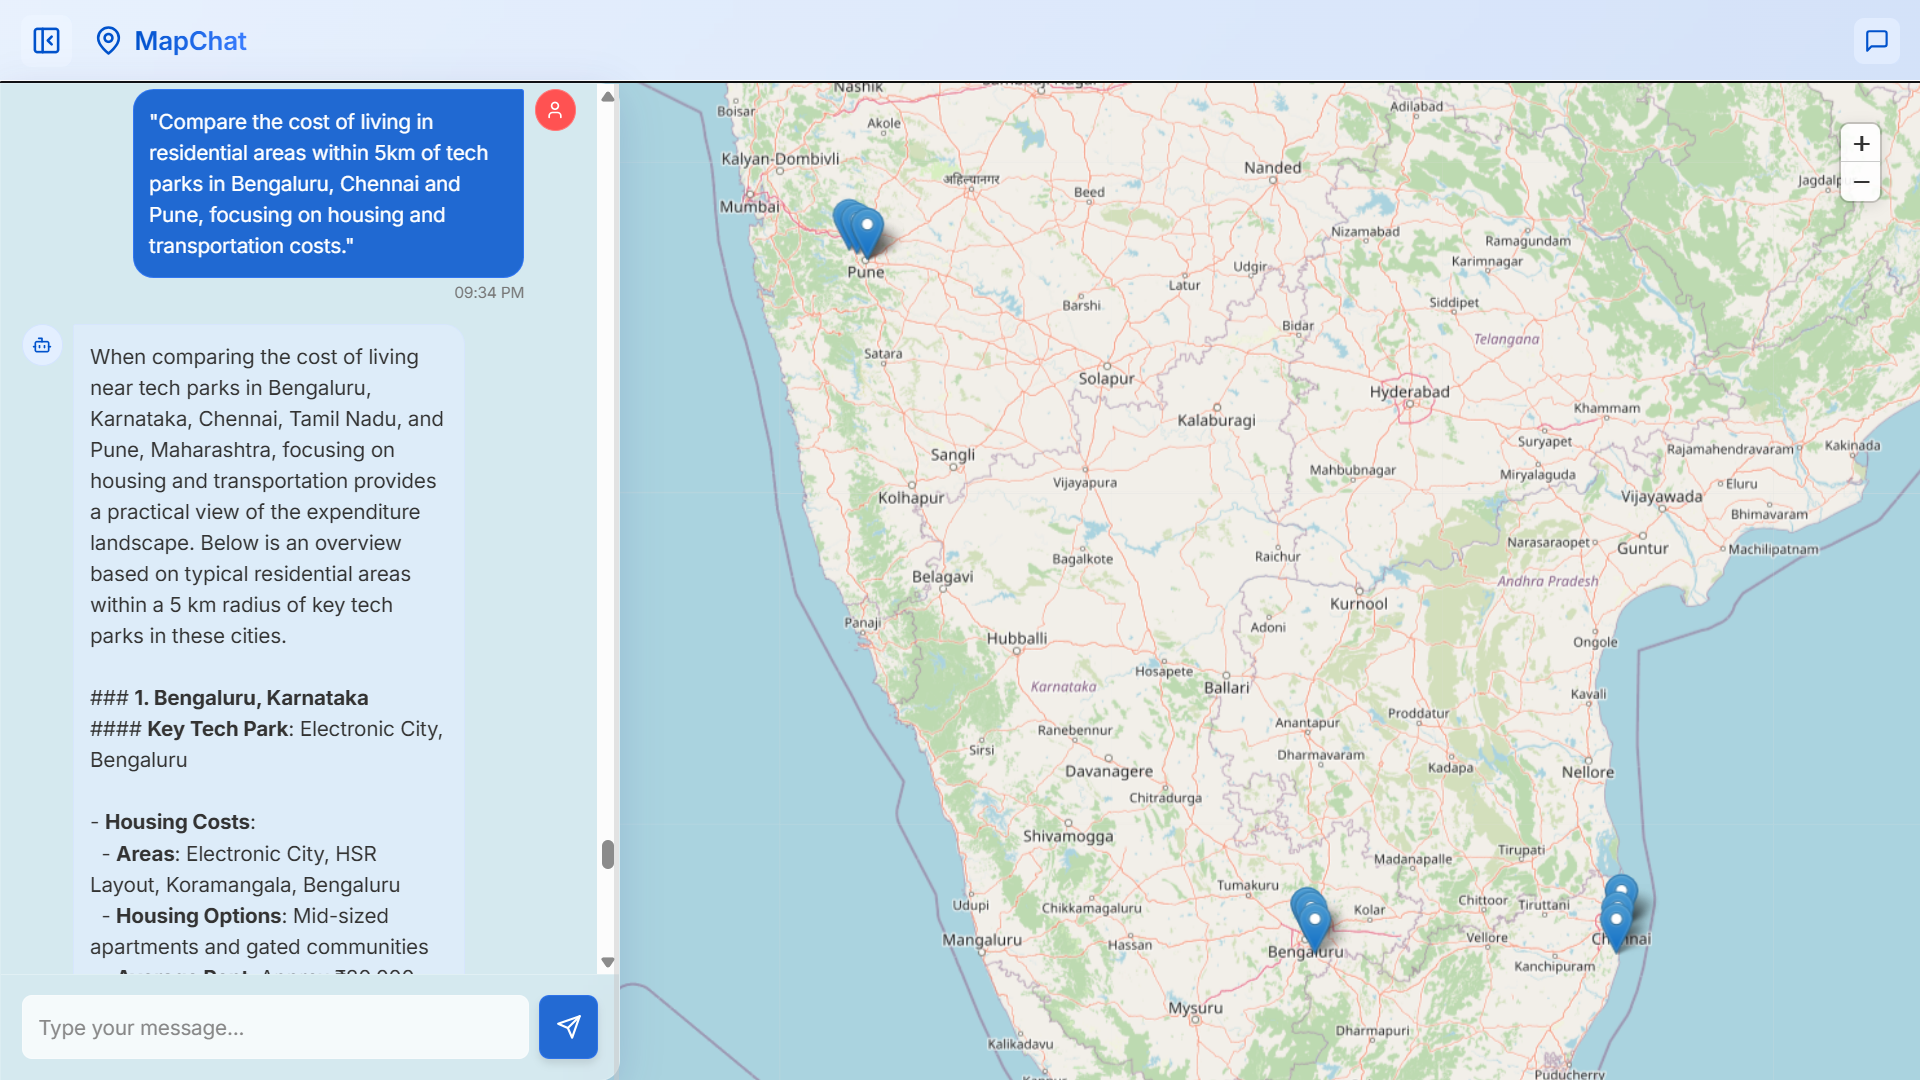 MapChat
"Compare the cost of living in
residential areas within 5km of tech
parks in Bengaluru, Chennai and
Pune, focusing on housing and
transportation costs."
09:34 PM
When comparing the cost of living
near tech parks in Bengaluru,
Karnataka, Chennai, Tamil Nadu, and
Pune, Maharashtra, focusing on
housing and transportation provides
a practical view of the expenditure
landscape. Below is an overview
based on typical residential areas
within a 5 km radius of key tech
parks in these cities.
### 1. Bengaluru, Karnataka
#### Key Tech Park: Electronic City,
Bengaluru
- Housing Costs:
- Areas: Electronic City, HSR
Layout, Koramangala, Bengaluru
- Housing Options: Mid-sized
apartments and gated communities
Type your message...
+
−
Nashik
Boisar
Akole
Adilabad
Kalyan-Dombivli
अहिल्यानगर
Beed
Nanded
Jagdalp
Mumbai
Nizamabad
Ramagundam
Karimnagar
Pune
Udgir
Latur
Barshi
Siddipet
Bidar
Telangana
Satara
Solapur
Hyderabad
Kalaburagi
Khammam
Suryapet
Rajamahendravaram
Kakinada
Sangli
Mahbubnagar
Miryalaguda
Vijayapura
Eluru
Kolhapur
Vijayawada
Bhimavaram
Narasaraopet
Guntur
Machilipatnam
Raichur
Bagalkote
Belagavi
Andhra Pradesh
Kurnool
Panaji
Adoni
Hubballi
Ongole
Hosapete
Karnataka
Ballari
Kavali
Anantapur
Proddatur
Ranebennur
Sirsi
Dharmavaram
Kadapa
Davanagere
Nellore
Chitradurga
Shivamogga
Tirupati
Madanapalle
Tumakuru
Udupi
Chikkamagaluru
Kolar
Chittoor
Tiruttani
Mangaluru
Hassan
Bengaluru
Vellore
Kanchipuram
Mysuru
Dharmapuri
Kalikadavu
Puducherry